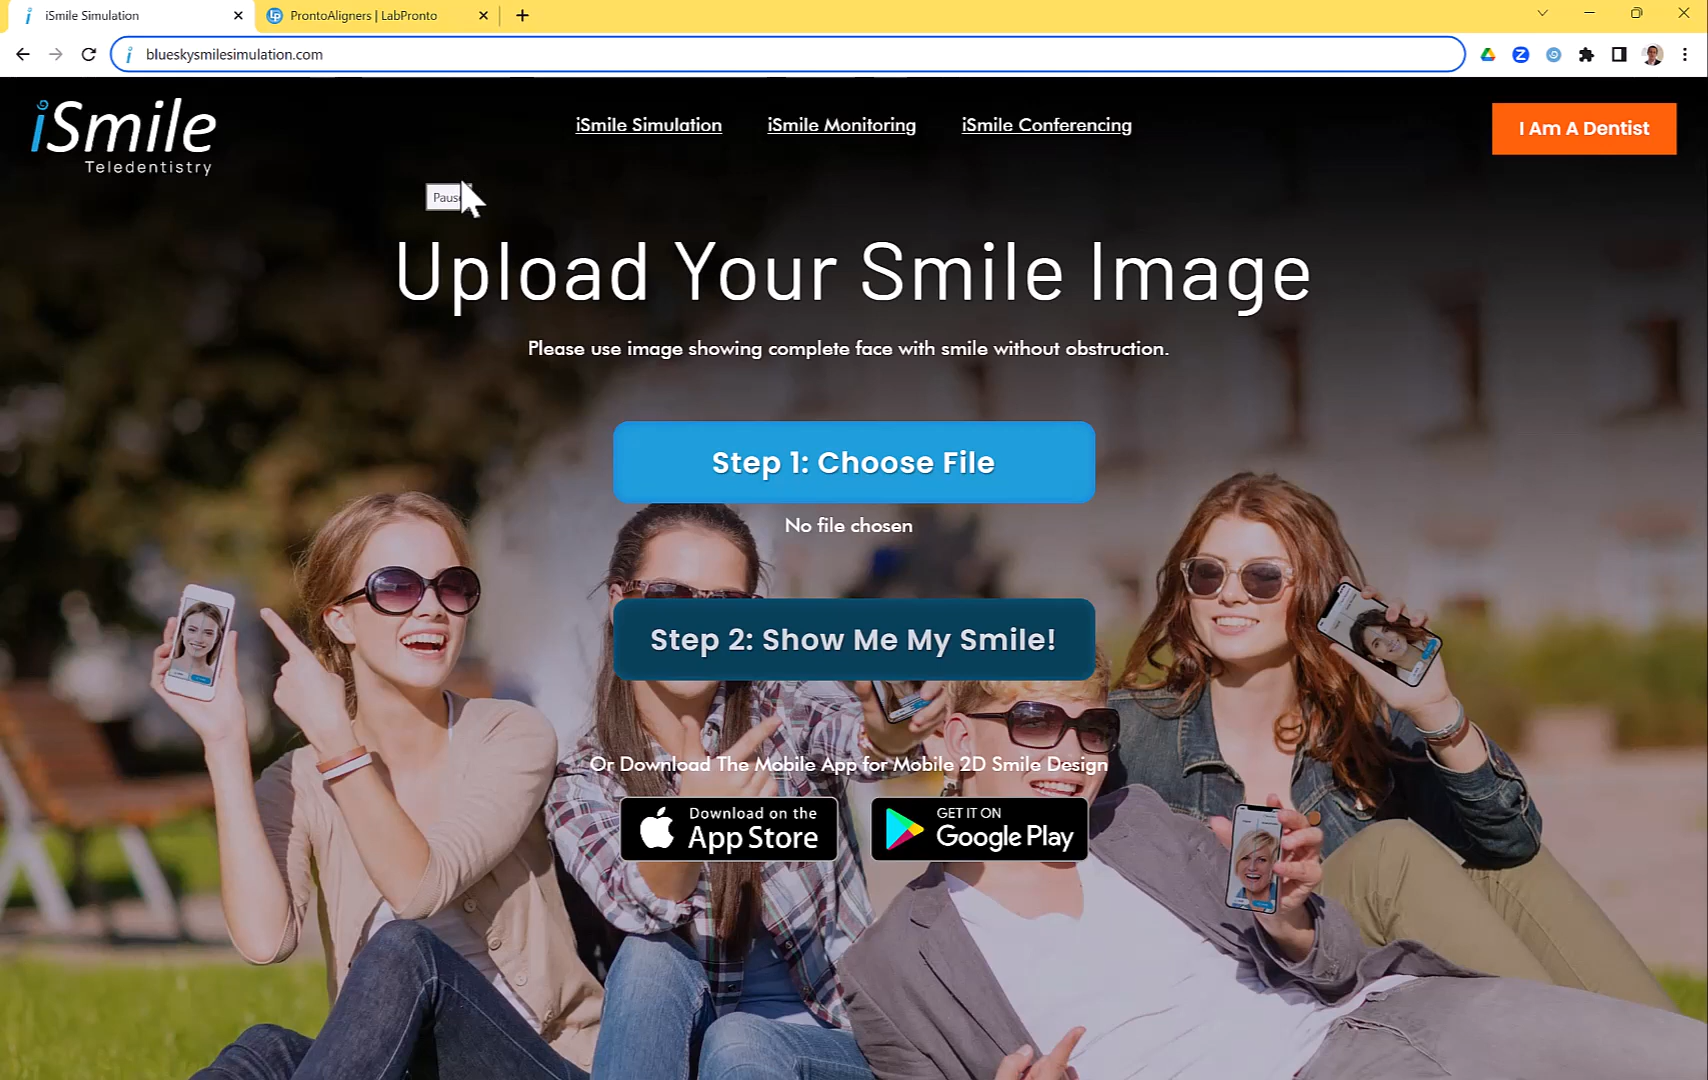 iSmile Simulation
ProntoAligners | LabPronto
blueskysmilesimulation.com
iSmile
Teledentistry
iSmile Simulation
iSmile Monitoring
iSmile Conferencing
I Am A Dentist
Upload Your Smile Image
Please use image showing complete face with smile without obstruction.
Step 1: Choose File
No file chosen
Step 2: Show Me My Smile!
Or Download The Mobile App for Mobile 2D Smile Design
Download on the
App Store
GET IT ON
Google Play